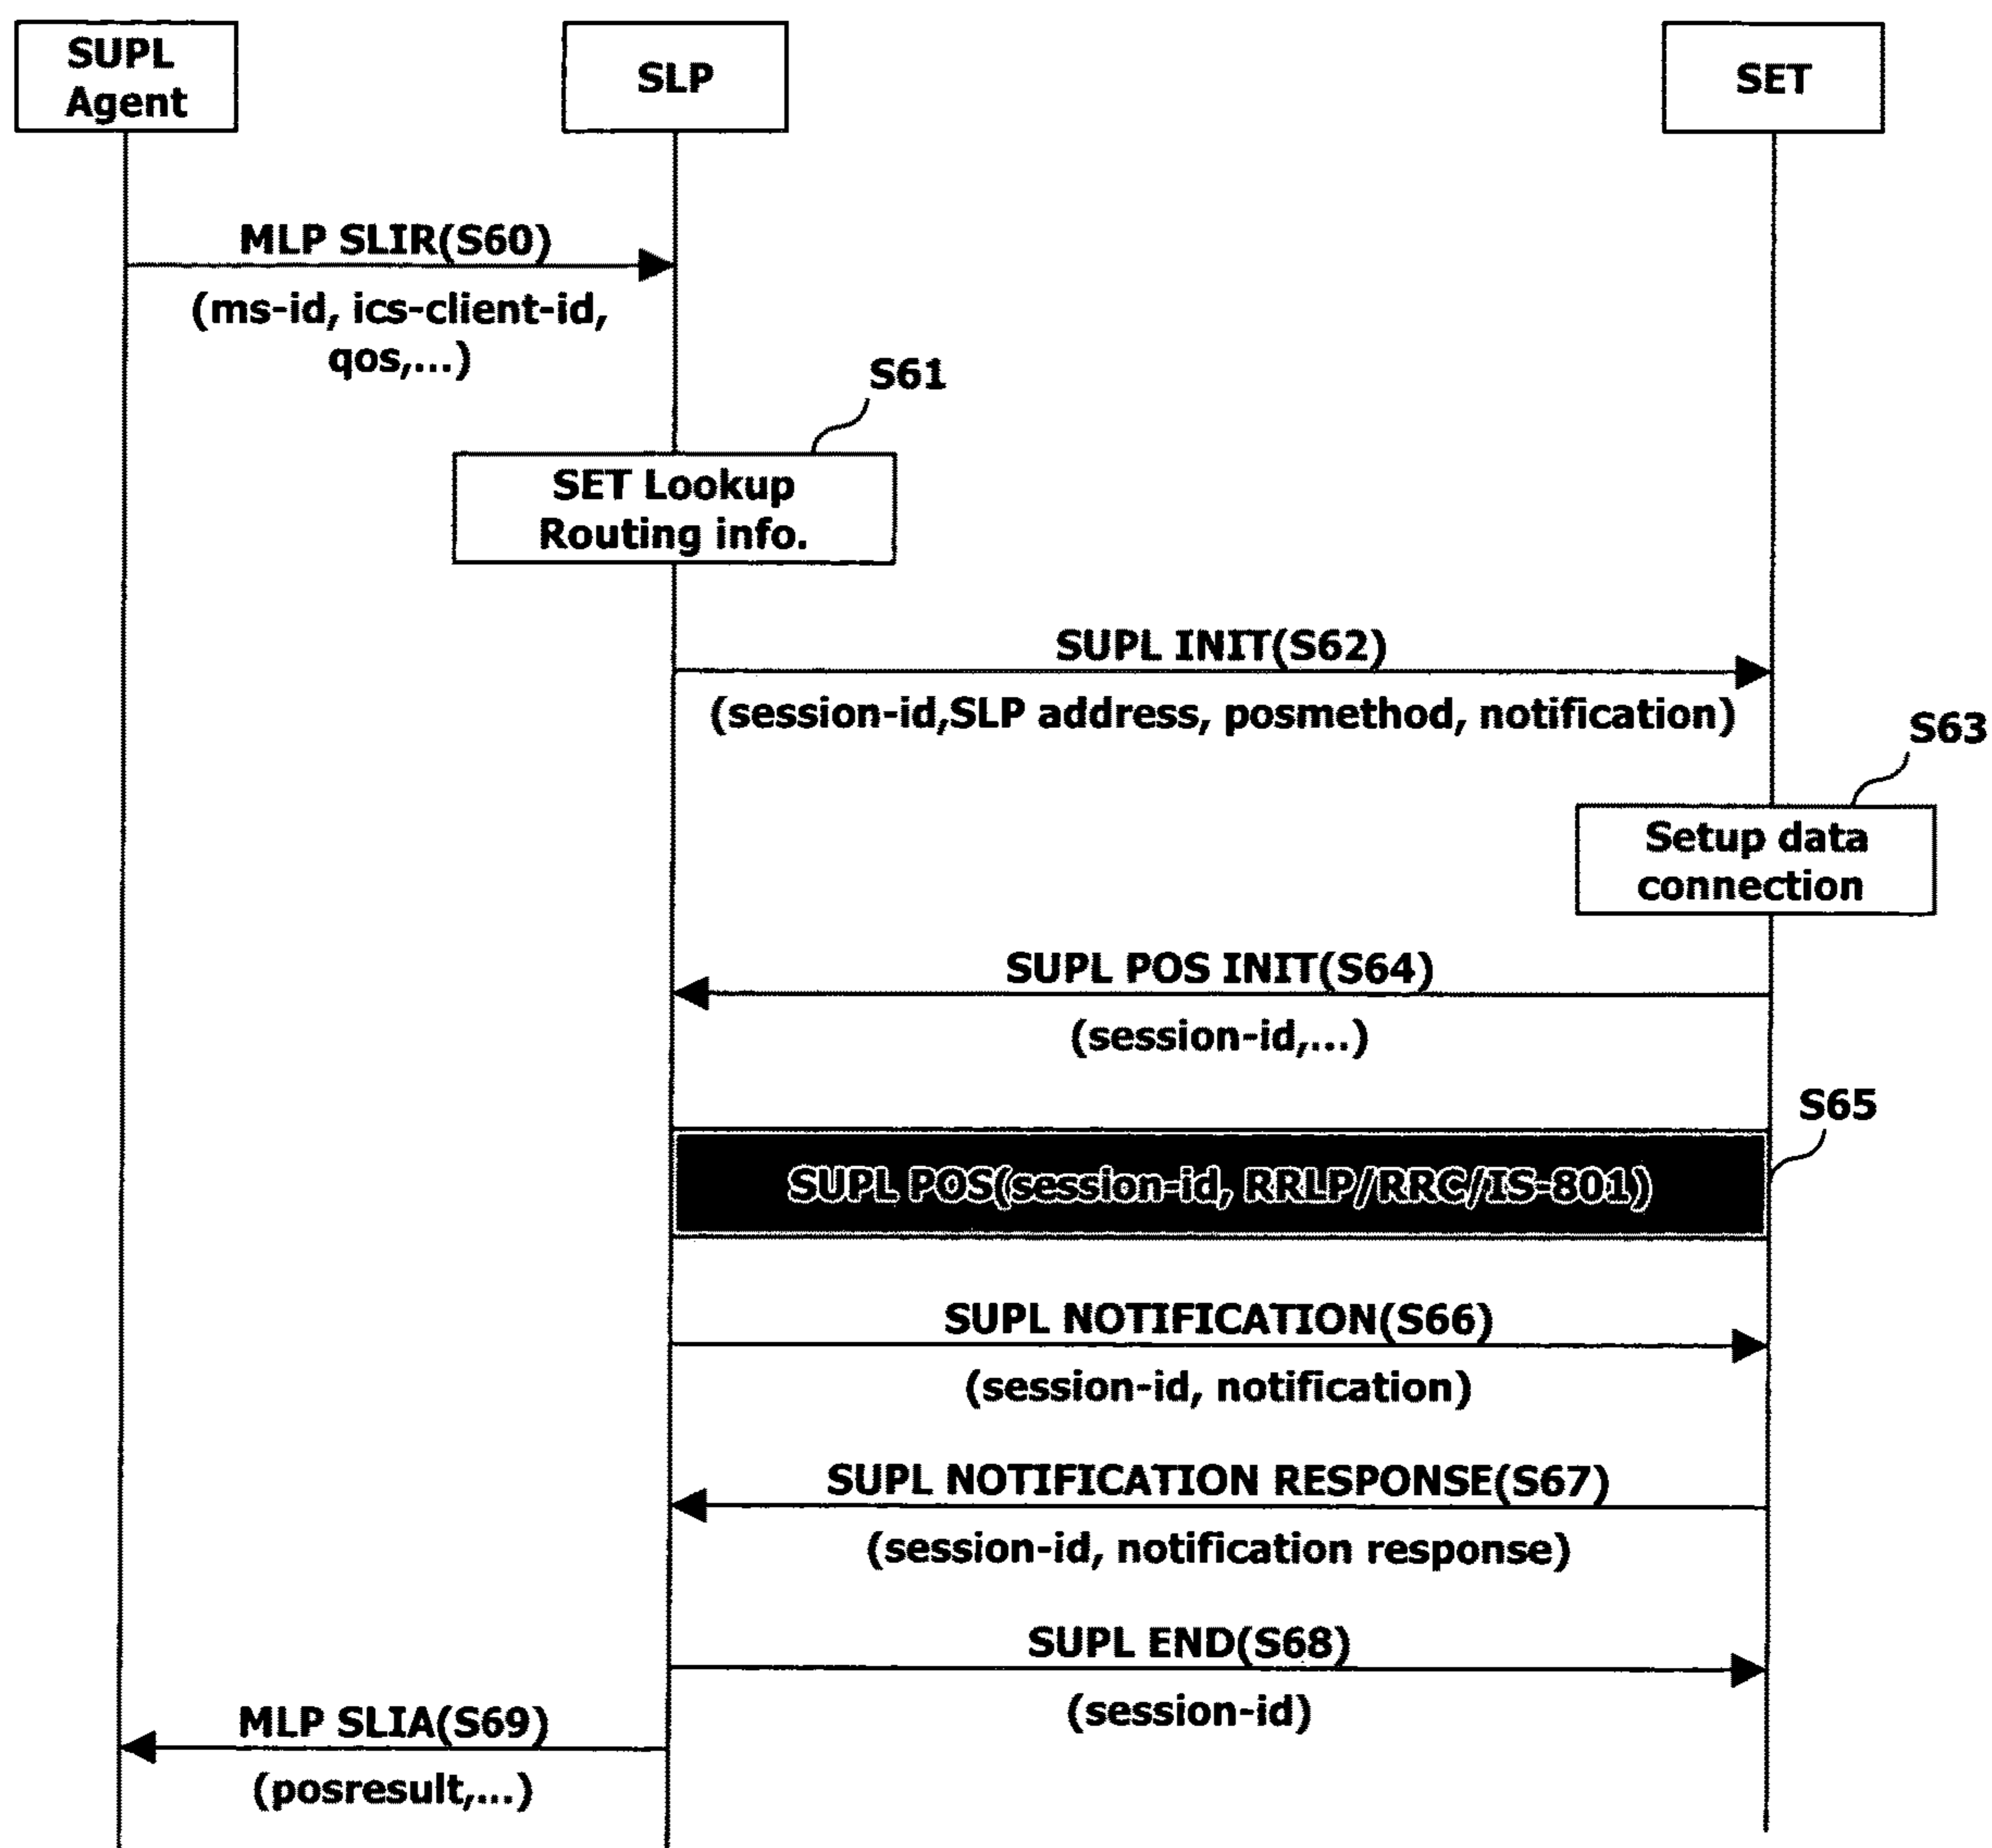 SUPL
Agent
SLP
SET
MLP SLIR(S60)
(ms-id, ics-client-id,
qos,...)
S61
SET Lookup
Routing info.
SUPL INIT(S62)
(session-id,SLP address, posmethod, notification)
S63
Setup data
connection
SUPL POS INIT(S64)
(session-id,...)
S65
SUPL POS(session-id, RRLP/RRC/IS-801)
SUPL NOTIFICATION(S66)
(session-id, notification)
SUPL NOTIFICATION RESPONSE(S67)
(session-id, notification response)
SUPL END(S68)
(session-id)
MLP SLIA(S69)
(posresult,...)